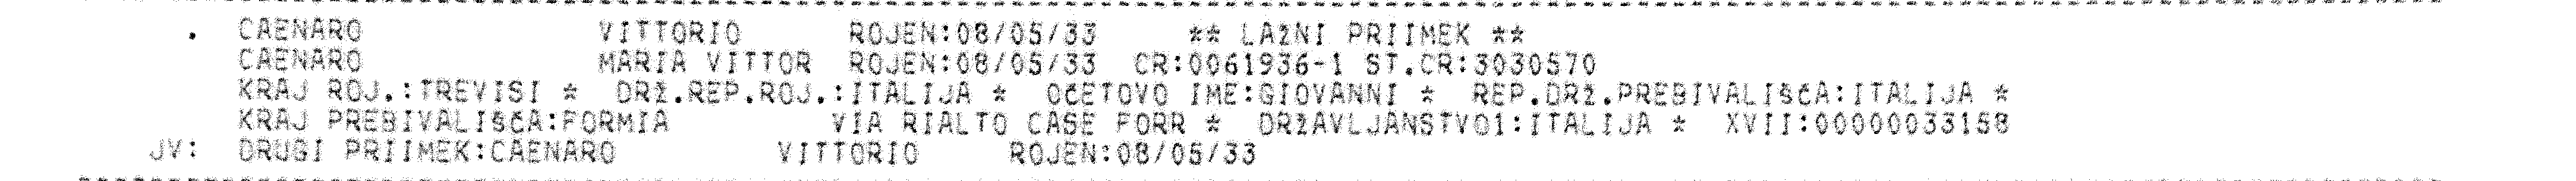 . CAENARO VITTORIO ROJEN:08/05/33 ** LAŽNI PRIIMEK **
CAENARO MARIA VITTOR ROJEN:08/05/33 CR:0061936-1 ST.CR:3030570
KRAJ ROJ.:TREVISI * DRŽ.REP.ROJ.:ITALIJA * OČETOVO IME:GIOVANNI * REP.DRŽ.PREBIVALIŠČA:ITALIJA *
KRAJ PREBIVALIŠČA:FORMIA VIA RIALTO CASE FORR * DRŽAVLJANSTVO1:ITALIJA * XVII:00000033158
JV: DRUGI PRIIMEK:CAENARO VITTORIO ROJEN:08/05/33